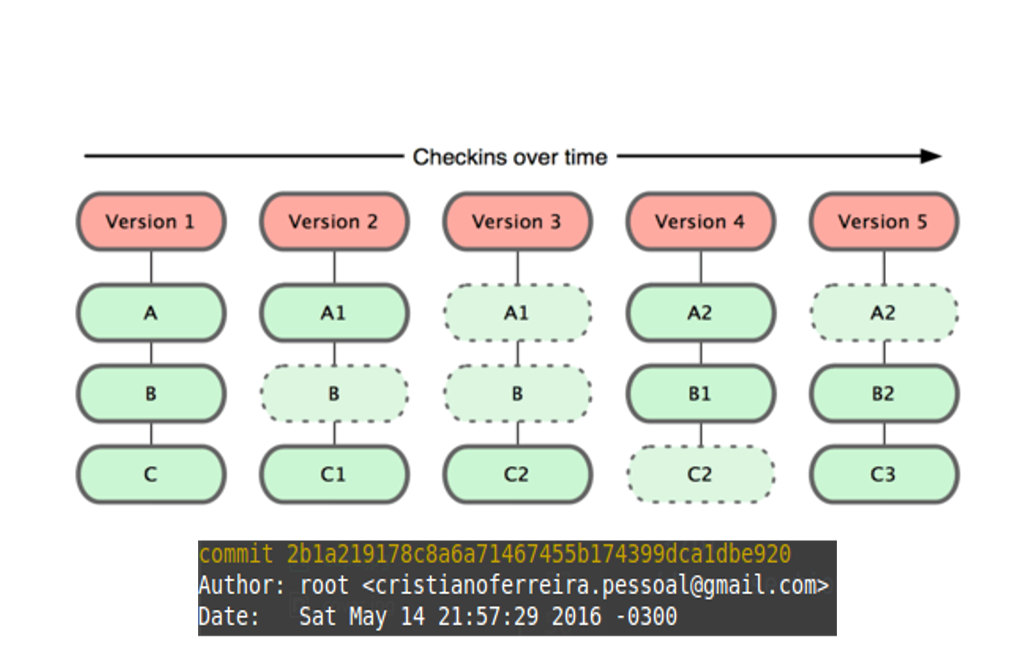 Checkins over time
Version 1 Version 2 Version 3 Version 4 Version 5
A A1 A1 A2 A2
B B B B1 B2
C C1 C2 C2 C3
commit 2b1a219178c8a6a71467455b174399dca1dbe920
Author: root <cristianoferreira.pessoal@gmail.com>
Date: Sat May 14 21:57:29 2016 -0300